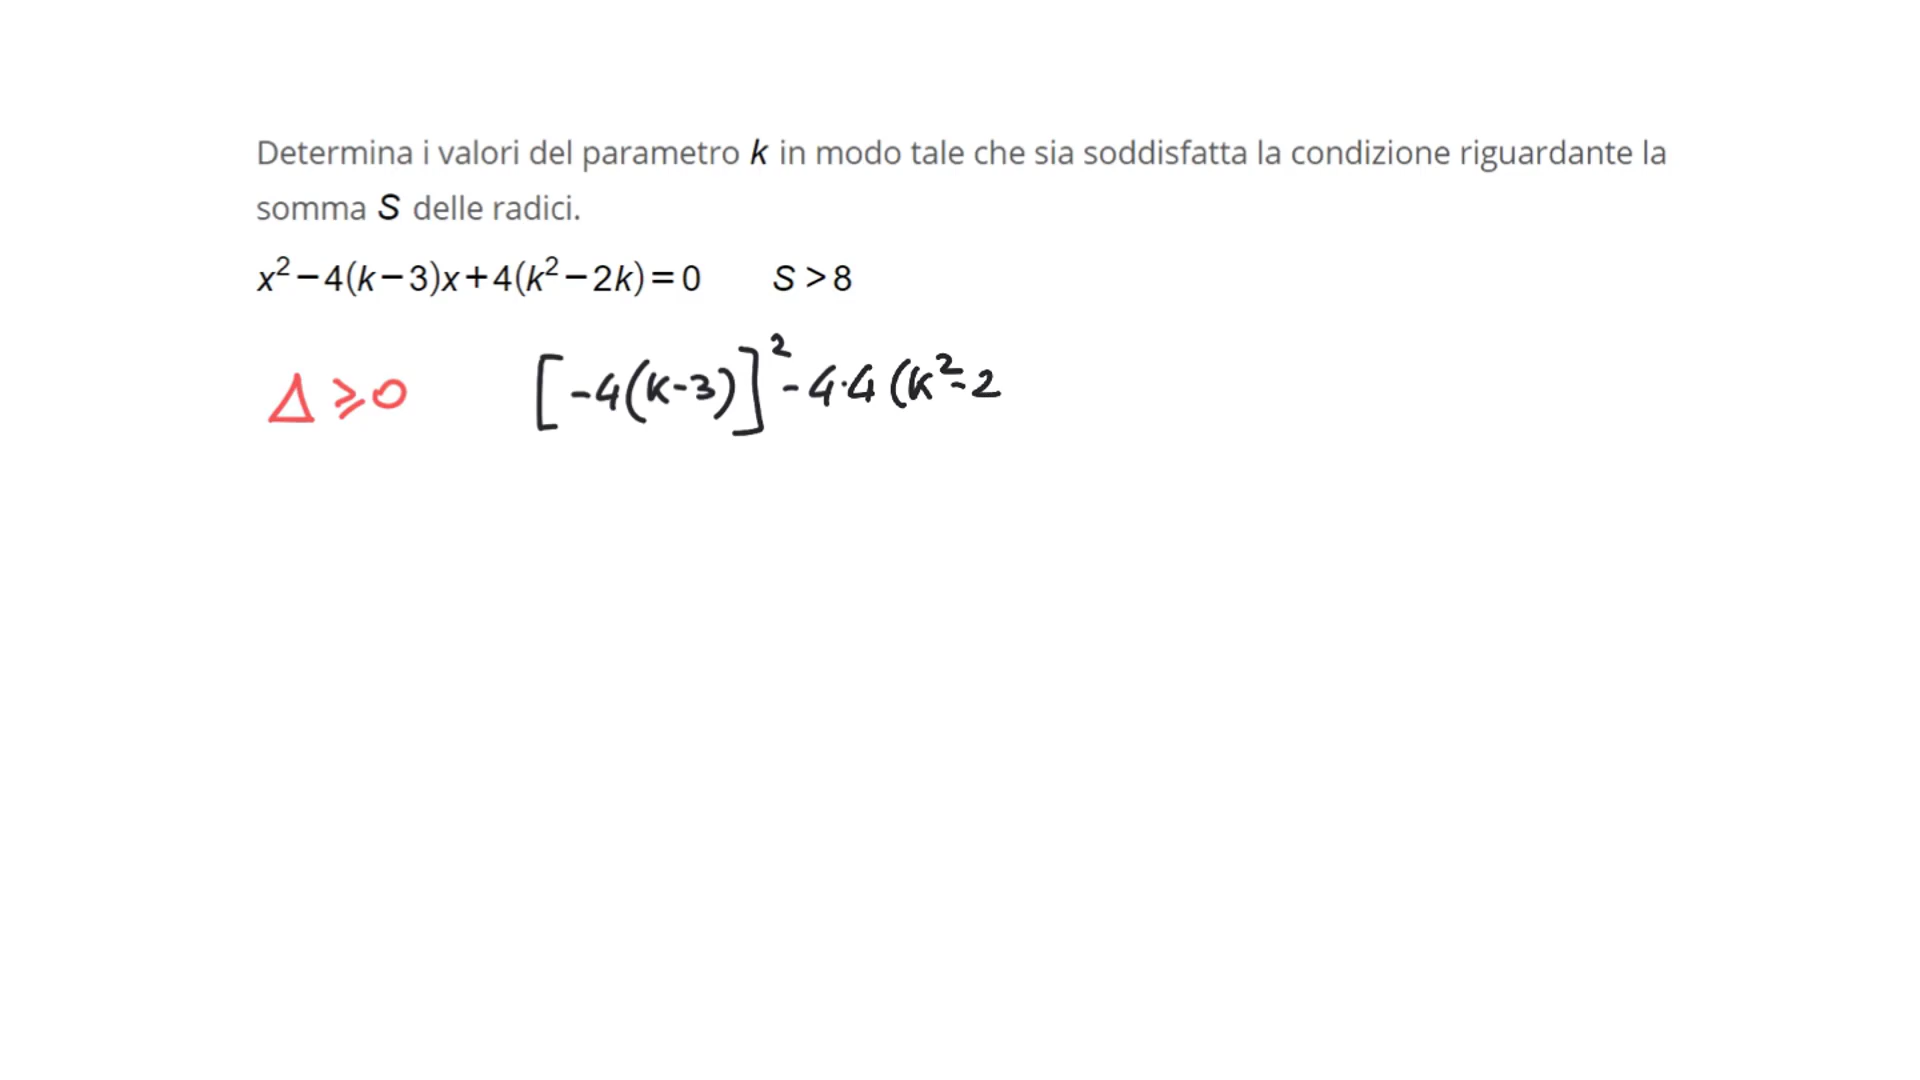 Determina i valori del parametro k in modo tale che sia soddisfatta la condizione riguardante la
somma S delle radici.
x² − 4(k − 3)x + 4(k² − 2k) = 0 S > 8
Δ ⩾ 0 [-4(k-3)]² - 4·4 (k² - 2